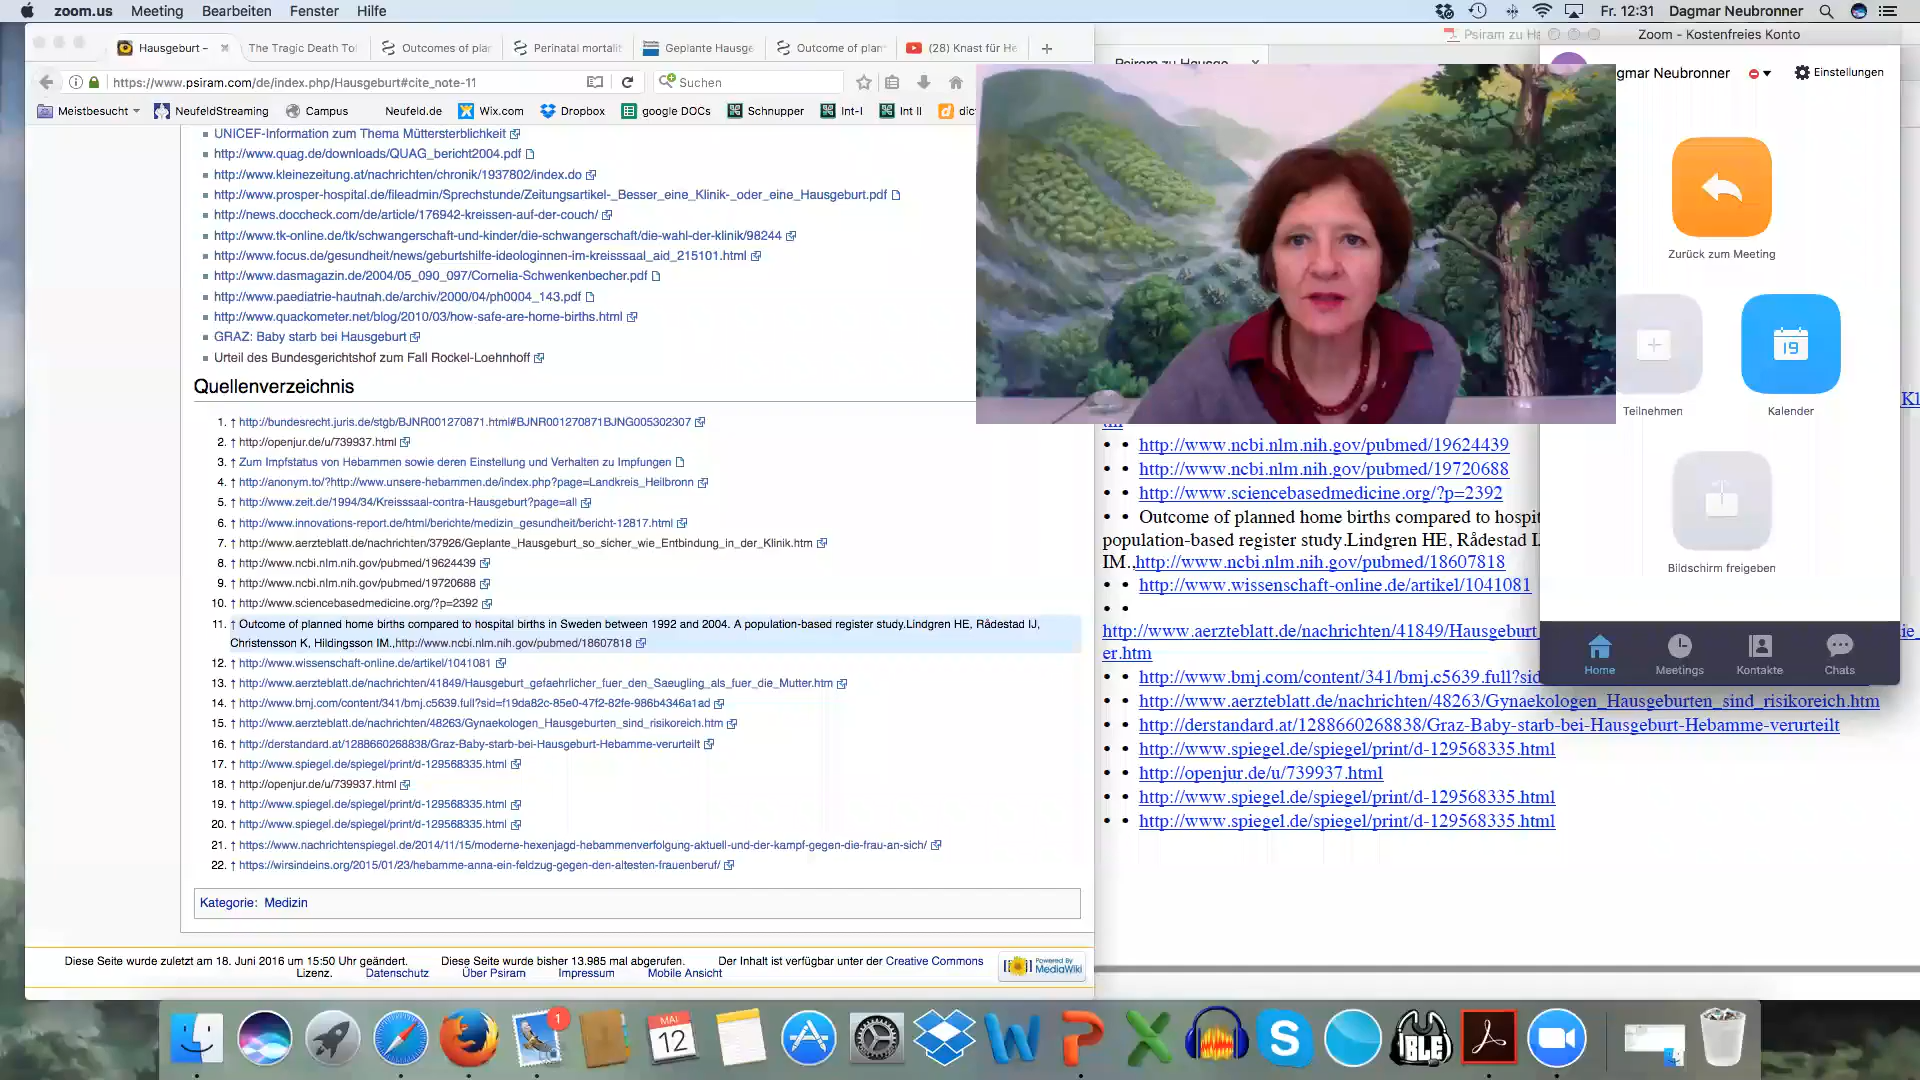 zoom.us Meeting Bearbeiten Fenster Hilfe
Fr. 12:31 Dagmar Neubronner
Hausgeburt – The Tragic Death Tol Outcomes of plan Perinatal mortalit Geplante Hausge Outcome of plan (28) Knast für He
https://www.psiram.com/de/index.php/Hausgeburt#cite_note-11
Suchen
Meistbesucht NeufeldStreaming Campus Neufeld.de Wix.com Dropbox google DOCs Schnupper Int-I Int II dic
UNICEF-Information zum Thema Müttersterblichkeit
http://www.quag.de/downloads/QUAG_bericht2004.pdf
http://www.kleinezeitung.at/nachrichten/chronik/1937802/index.do
http://www.prosper-hospital.de/fileadmin/Sprechstunde/Zeitungsartikel-_Besser_eine_Klinik-_oder_eine_Hausgeburt.pdf
http://news.doccheck.com/de/article/176942-kreissen-auf-der-couch/
http://www.tk-online.de/tk/schwangerschaft-und-kinder/die-schwangerschaft/die-wahl-der-klinik/98244
http://www.focus.de/gesundheit/news/geburtshilfe-ideologinnen-im-kreisssaal_aid_215101.html
http://www.dasmagazin.de/2004/05_090_097/Cornelia-Schwenkenbecher.pdf
http://www.paediatrie-hautnah.de/archiv/2000/04/ph0004_143.pdf
http://www.quackometer.net/blog/2010/03/how-safe-are-home-births.html
GRAZ: Baby starb bei Hausgeburt
Urteil des Bundesgerichtshof zum Fall Rockel-Loehnhoff
Quellenverzeichnis
1. ↑ http://bundesrecht.juris.de/stgb/BJNR001270871.html#BJNR001270871BJNG005302307
2. ↑ http://openjur.de/u/739937.html
3. ↑ Zum Impfstatus von Hebammen sowie deren Einstellung und Verhalten zu Impfungen
4. ↑ http://anonym.to/?http://www.unsere-hebammen.de/index.php?page=Landkreis_Heilbronn
5. ↑ http://www.zeit.de/1994/34/Kreisssaal-contra-Hausgeburt?page=all
6. ↑ http://www.innovations-report.de/html/berichte/medizin_gesundheit/bericht-12817.html
7. ↑ http://www.aerzteblatt.de/nachrichten/37926/Geplante_Hausgeburt_so_sicher_wie_Entbindung_in_der_Klinik.htm
8. ↑ http://www.ncbi.nlm.nih.gov/pubmed/19624439
9. ↑ http://www.ncbi.nlm.nih.gov/pubmed/19720688
10. ↑ http://www.sciencebasedmedicine.org/?p=2392
11. ↑ Outcome of planned home births compared to hospital births in Sweden between 1992 and 2004. A population-based register study.Lindgren HE, Rådestad IJ,
Christensson K, Hildingsson IM.,http://www.ncbi.nlm.nih.gov/pubmed/18607818
12. ↑ http://www.wissenschaft-online.de/artikel/1041081
13. ↑ http://www.aerzteblatt.de/nachrichten/41849/Hausgeburt_gefaehrlicher_fuer_den_Saeugling_als_fuer_die_Mutter.htm
14. ↑ http://www.bmj.com/content/341/bmj.c5639.full?sid=f19da82c-85e0-47f2-82fe-986b4346a1ad
15. ↑ http://www.aerzteblatt.de/nachrichten/48263/Gynaekologen_Hausgeburten_sind_risikoreich.htm
16. ↑ http://derstandard.at/1288660268838/Graz-Baby-starb-bei-Hausgeburt-Hebamme-verurteilt
17. ↑ http://www.spiegel.de/spiegel/print/d-129568335.html
18. ↑ http://openjur.de/u/739937.html
19. ↑ http://www.spiegel.de/spiegel/print/d-129568335.html
20. ↑ http://www.spiegel.de/spiegel/print/d-129568335.html
21. ↑ https://www.nachrichtenspiegel.de/2014/11/15/moderne-hexenjagd-hebammenverfolgung-aktuell-und-der-kampf-gegen-die-frau-an-sich/
22. ↑ https://wirsindeins.org/2015/01/23/hebamme-anna-ein-feldzug-gegen-den-altesten-frauenberuf/
Kategorie: Medizin
Diese Seite wurde zuletzt am 18. Juni 2016 um 15:50 Uhr geändert. Diese Seite wurde bisher 13.985 mal abgerufen. Der Inhalt ist verfügbar unter der Creative Commons
Lizenz. Datenschutz Über Psiram Impressum Mobile Ansicht
Powered By
MediaWiki
Psiram zu Ha
Psiram zu Hausge
Kl
http://www.ncbi.nlm.nih.gov/pubmed/19624439
http://www.ncbi.nlm.nih.gov/pubmed/19720688
http://www.sciencebasedmedicine.org/?p=2392
Outcome of planned home births compared to hospit
population-based register study.Lindgren HE, Rådestad I
IM.,http://www.ncbi.nlm.nih.gov/pubmed/18607818
http://www.wissenschaft-online.de/artikel/1041081
http://www.aerzteblatt.de/nachrichten/41849/Hausgeburt_
er.htm
http://www.bmj.com/content/341/bmj.c5639.full?sid
http://www.aerzteblatt.de/nachrichten/48263/Gynaekologen_Hausgeburten_sind_risikoreich.htm
http://derstandard.at/1288660268838/Graz-Baby-starb-bei-Hausgeburt-Hebamme-verurteilt
http://www.spiegel.de/spiegel/print/d-129568335.html
http://openjur.de/u/739937.html
http://www.spiegel.de/spiegel/print/d-129568335.html
http://www.spiegel.de/spiegel/print/d-129568335.html
Zoom - Kostenfreies Konto
gmar Neubronner Einstellungen
Zurück zum Meeting
19
Teilnehmen Kalender
Bildschirm freigeben
Home Meetings Kontakte Chats
1
MAI
12
IBLE